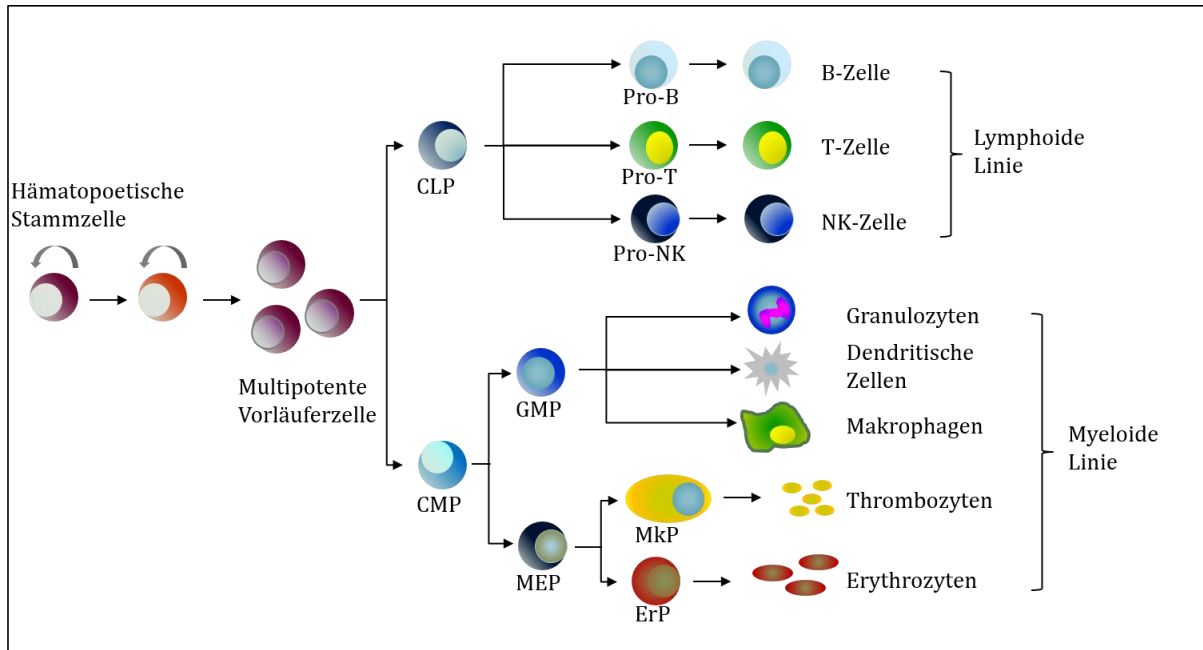 Hämatopoetische
Stammzelle
Multipotente
Vorläuferzelle
CLP
CMP
GMP
MEP
Pro-B
Pro-T
Pro-NK
MkP
ErP
B-Zelle
T-Zelle
NK-Zelle
Granulozyten
Dendritische
Zellen
Makrophagen
Thrombozyten
Erythrozyten
Lymphoide
Linie
Myeloide
Linie